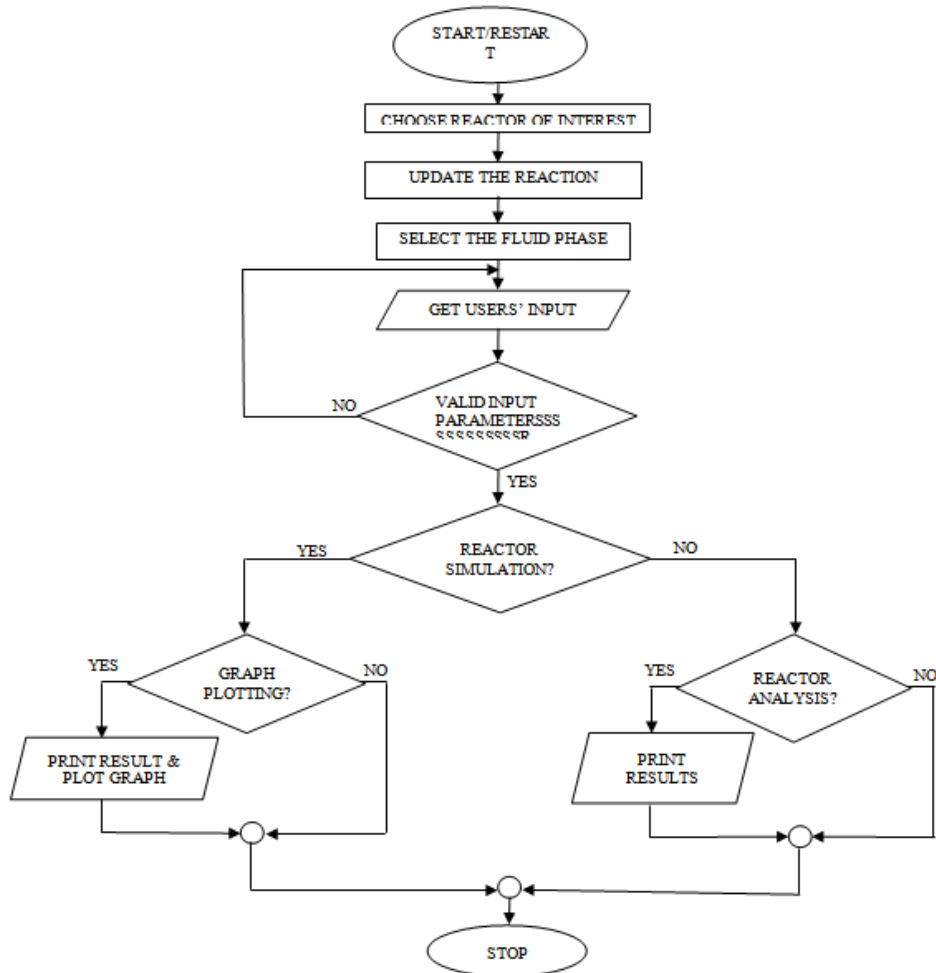 START/RESTAR
T
CHOOSE REACTOR OF INTEREST
UPDATE THE REACTION
SELECT THE FLUID PHASE
GET USERS' INPUT
NO
VALID INPUT
PARAMETERSSS
YES
YES
REACTOR
SIMULATION?
NO
YES
GRAPH
PLOTTING?
NO
YES
REACTOR
ANALYSIS?
NO
PRINT RESULT &
PLOT GRAPH
PRINT
RESULTS
STOP